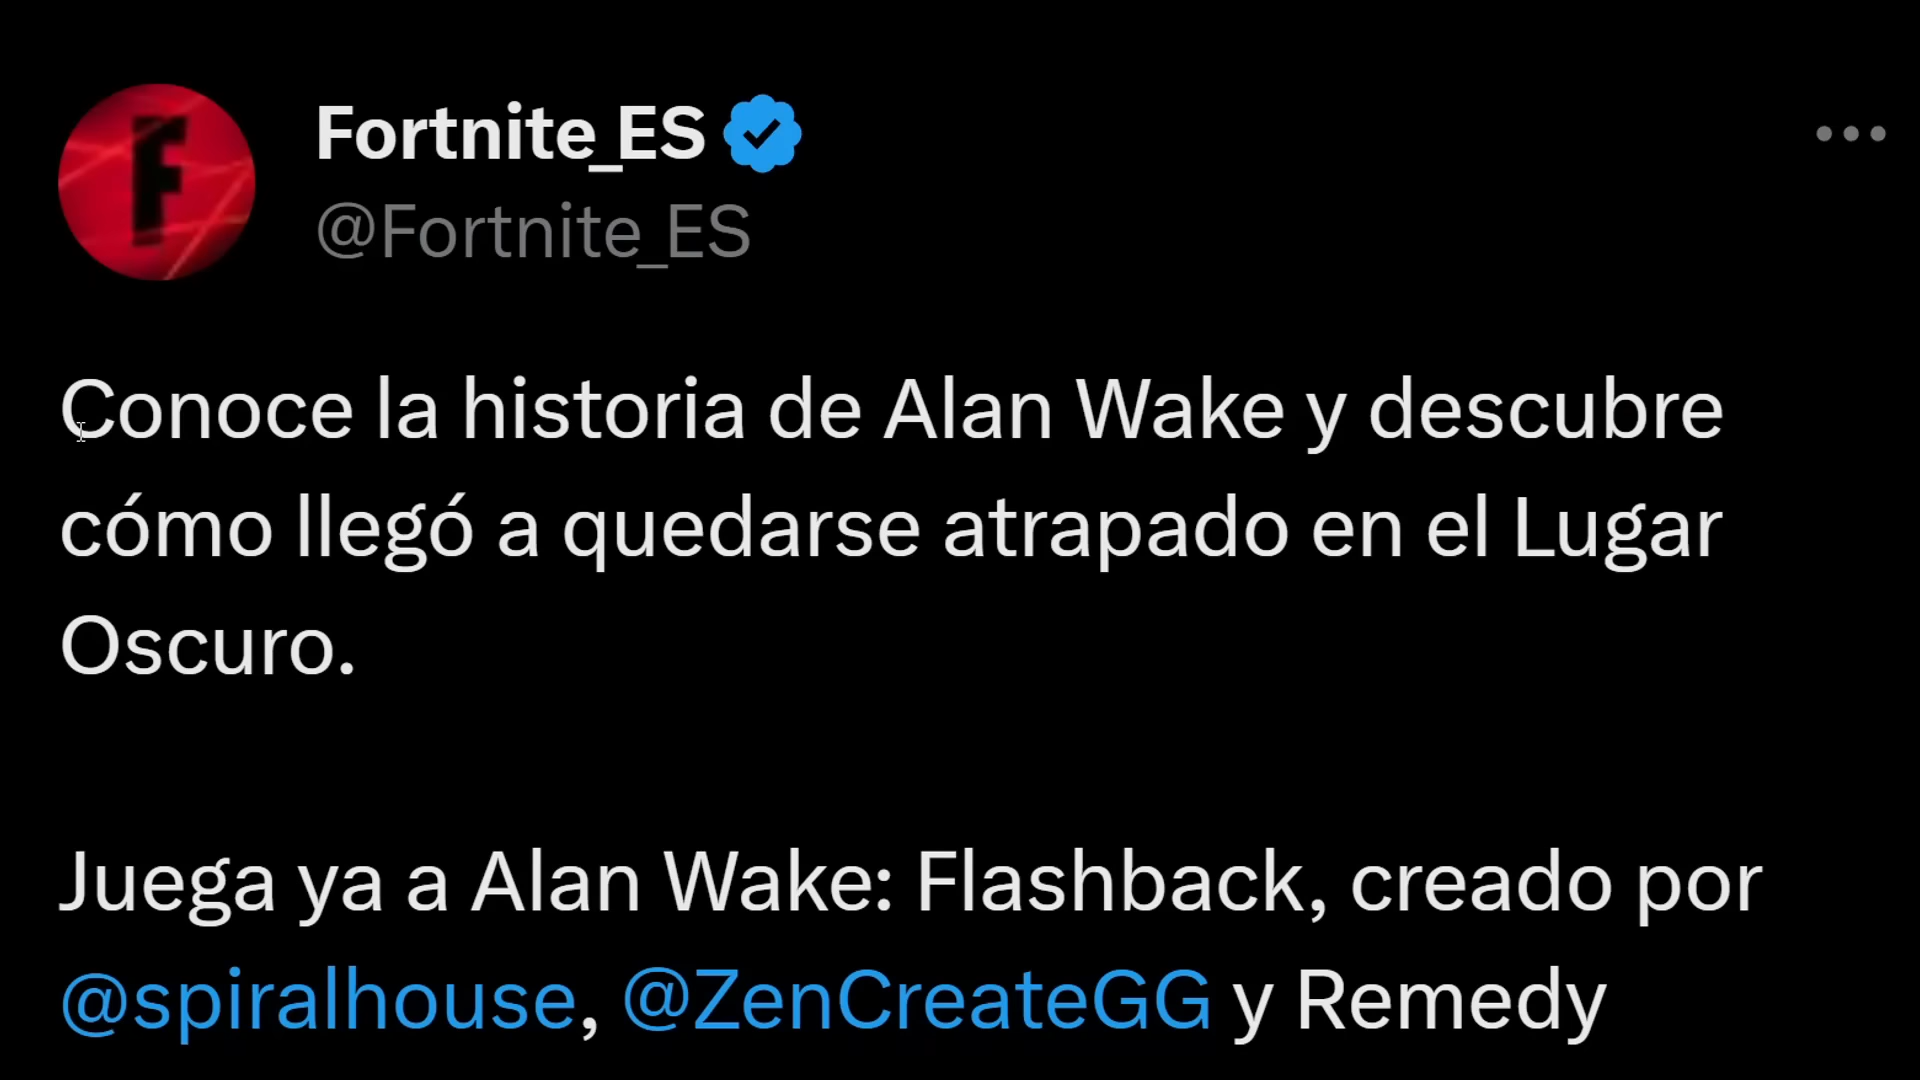 Fortnite_ES
@Fortnite_ES
Conoce la historia de Alan Wake y descubre
cómo llegó a quedarse atrapado en el Lugar
Oscuro.
Juega ya a Alan Wake: Flashback, creado por
@spiralhouse, @ZenCreateGG y Remedy